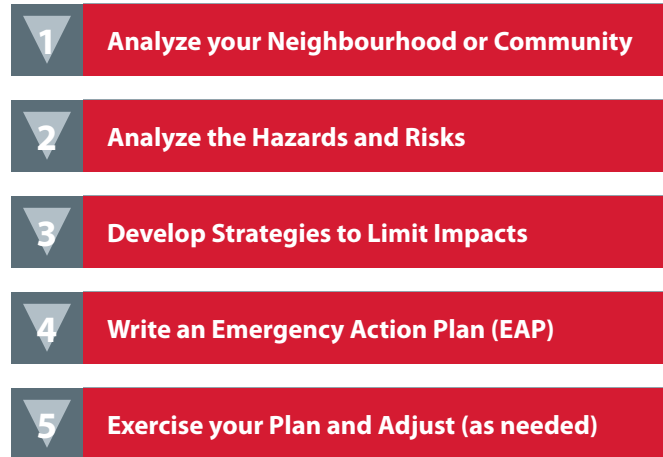 1 Analyze your Neighbourhood or Community
2 Analyze the Hazards and Risks
3 Develop Strategies to Limit Impacts
4 Write an Emergency Action Plan (EAP)
5 Exercise your Plan and Adjust (as needed)